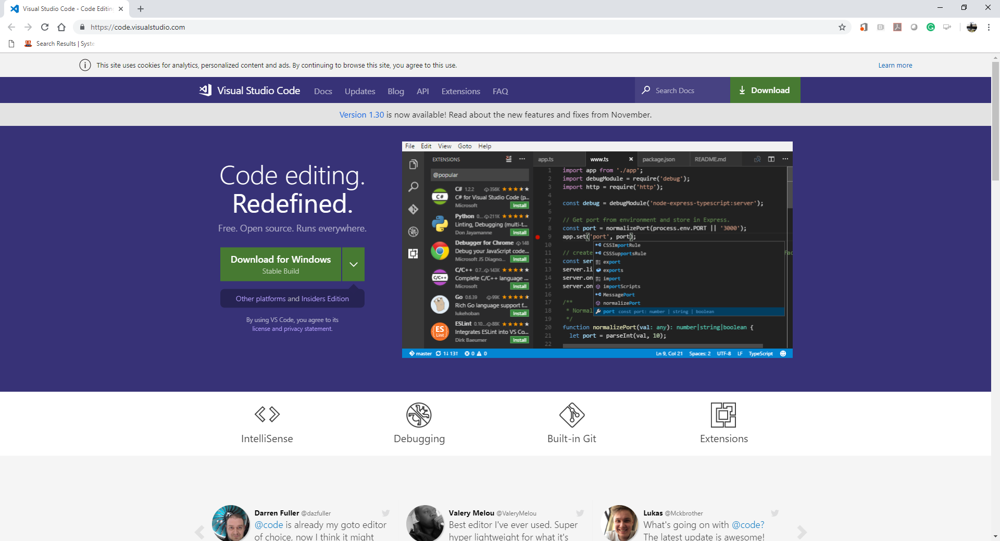 Visual Studio Code - Code Editin
https://code.visualstudio.com
Search Results | Syste
This site uses cookies for analytics, personalized content and ads. By continuing to browse this site, you agree to this use.
Learn more
Visual Studio Code Docs Updates Blog API Extensions FAQ Search Docs Download
Version 1.30 is now available! Read about the new features and fixes from November.
Code editing.
Redefined.
Free. Open source. Runs everywhere.
Download for Windows
Stable Build
Other platforms and Insiders Edition
By using VS Code, you agree to its
license and privacy statement.
File Edit View Goto Help
EXTENSIONS
@popular
C# 1.2.2 356K
C# for Visual Studio Code (p...
Microsoft Install
Python 0... 211K
Linting, Debugging (multi-t...
Don Jayamanne Install
Debugger for Chrome 148
Debug your JavaScript code...
Microsoft JS Diagno... Install
C/C++ 0.7... 143K
Complete C/C++ language ...
Microsoft Install
Go 0.6.39 99K
Rich Go language support f...
lukehoban Install
ESLint 0.10... 88K
Integrates ESLint into VS Co...
Dirk Baeumer Install
C#
C/C++
ES
Lint
app.ts www.ts package.json README.md
1 import app from './app';
2 import debugModule = require('debug');
3 import http = require('http');
4
5 const debug = debugModule('node-express-typescript:server');
6
7 // Get port from environment and store in Express.
8 const port = normalizePort(process.env.PORT || '3000');
9 app.set('port', port);
10
11 // create
12 const ser
13 server.li
14 server.on
15 server.on
16
17 /**
18 * Normal
19 */
20 function normalizePort(val: any): number|string|boolean {
21 let port = parseInt(val, 10);
22
CSSImportRule
CSSSupportsRule
export
exports
import
importScripts
MessagePort
normalizePort
port const port: number | string | boolean
master 1↓ 13↑ 0 0
Ln 9, Col 21 Spaces: 2 UTF-8 LF TypeScript
IntelliSense
Debugging
Built-in Git
Extensions
Darren Fuller @dazfuller
@code is already my goto editor
of choice, now I think it might
Valery Melou @ValeryMelou
Best editor I've ever used. Super
hyper lightweight for what it's
Lukas @Mckbrother
What's going on with @code?
The latest update is awesome!